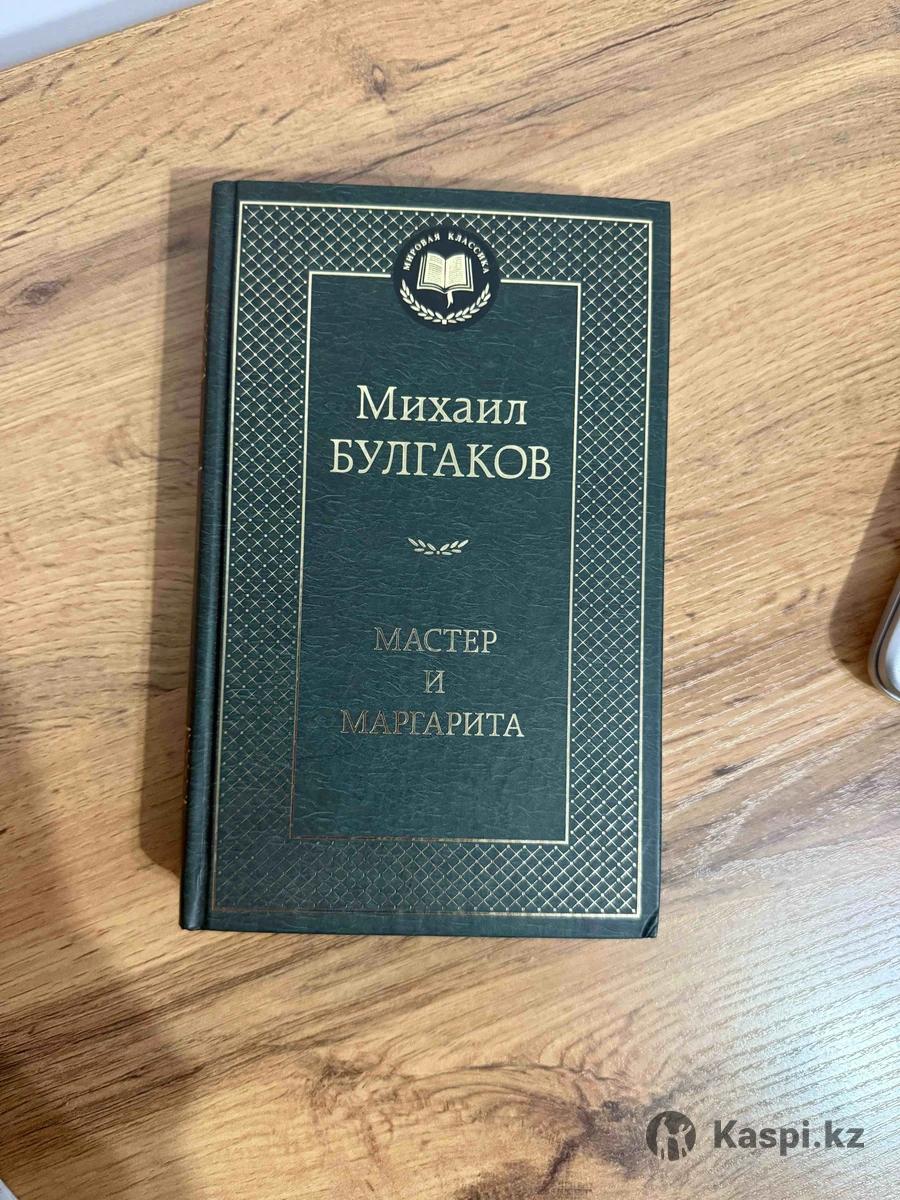 МИРОВАЯ КЛАССИКА
Михаил
БУЛГАКОВ
МАСТЕР
И
МАРГАРИТА
Kaspi.kz